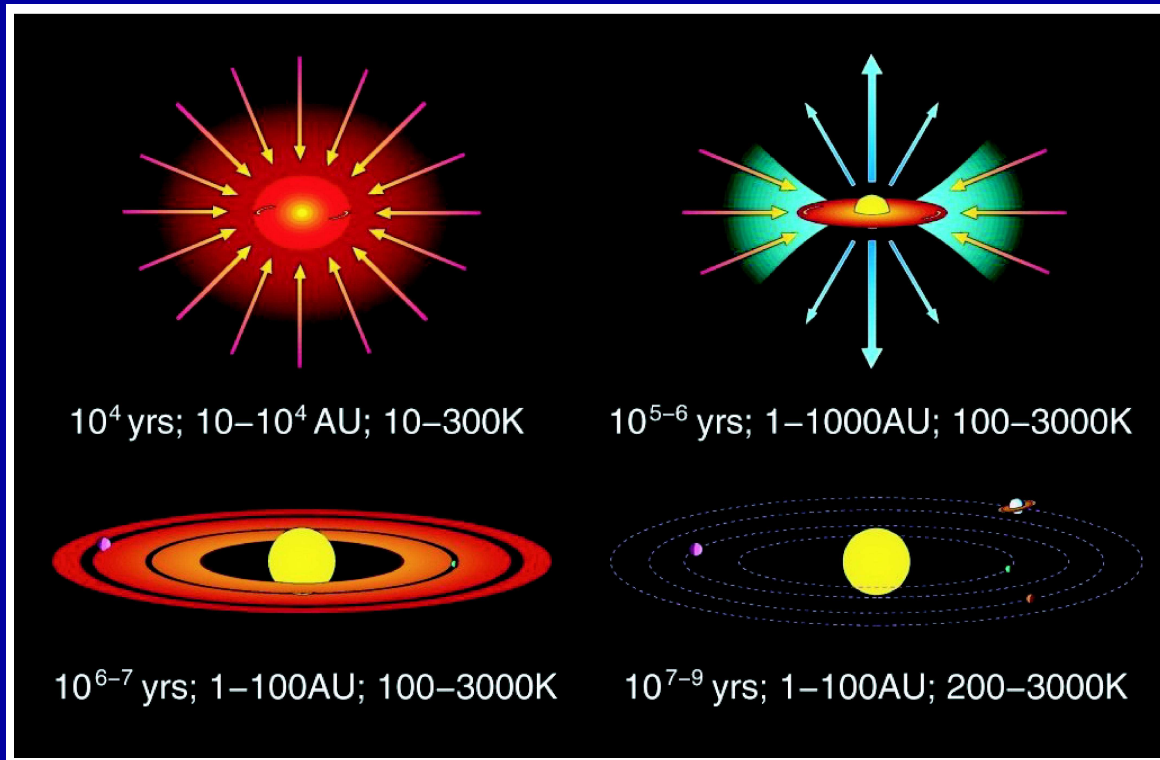 10⁴ yrs; 10–10⁴ AU; 10–300K
10⁵⁻⁶ yrs; 1–1000AU; 100–3000K
10⁶⁻⁷ yrs; 1–100AU; 100–3000K
10⁷⁻⁹ yrs; 1–100AU; 200–3000K